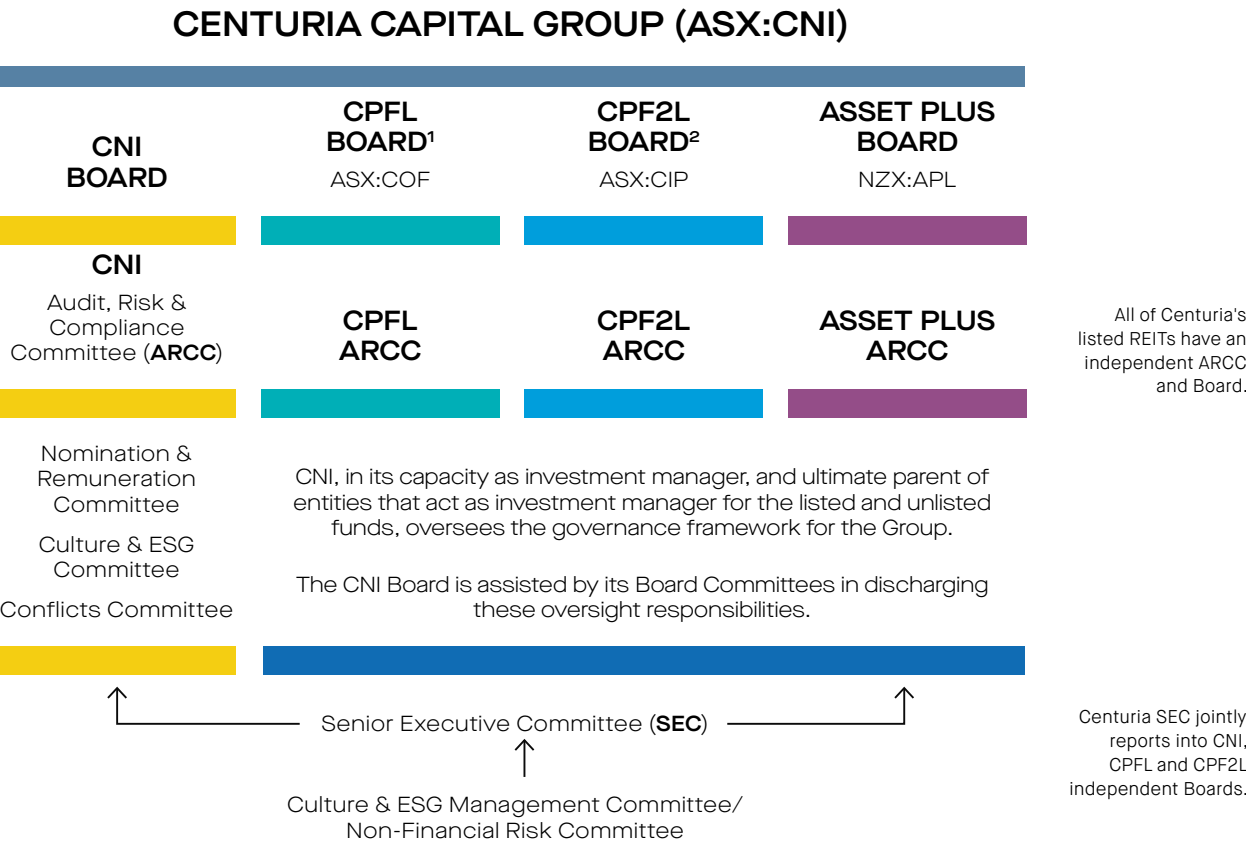 CENTURIA CAPITAL GROUP (ASX:CNI)
CNI
BOARD
CPFL
BOARD¹
ASX:COF
CPF2L
BOARD²
ASX:CIP
ASSET PLUS
BOARD
NZX:APL
CNI
Audit, Risk &
Compliance
Committee (ARCC)
CPFL
ARCC
CPF2L
ARCC
ASSET PLUS
ARCC
All of Centuria's
listed REITs have an
independent ARCC
and Board.
Nomination &
Remuneration
Committee
Culture & ESG
Committee
Conflicts Committee
CNI, in its capacity as investment manager, and ultimate parent of
entities that act as investment manager for the listed and unlisted
funds, oversees the governance framework for the Group.
The CNI Board is assisted by its Board Committees in discharging
these oversight responsibilities.
Senior Executive Committee (SEC)
Centuria SEC jointly
reports into CNI,
CPFL and CPF2L
independent Boards.
Culture & ESG Management Committee/
Non-Financial Risk Committee